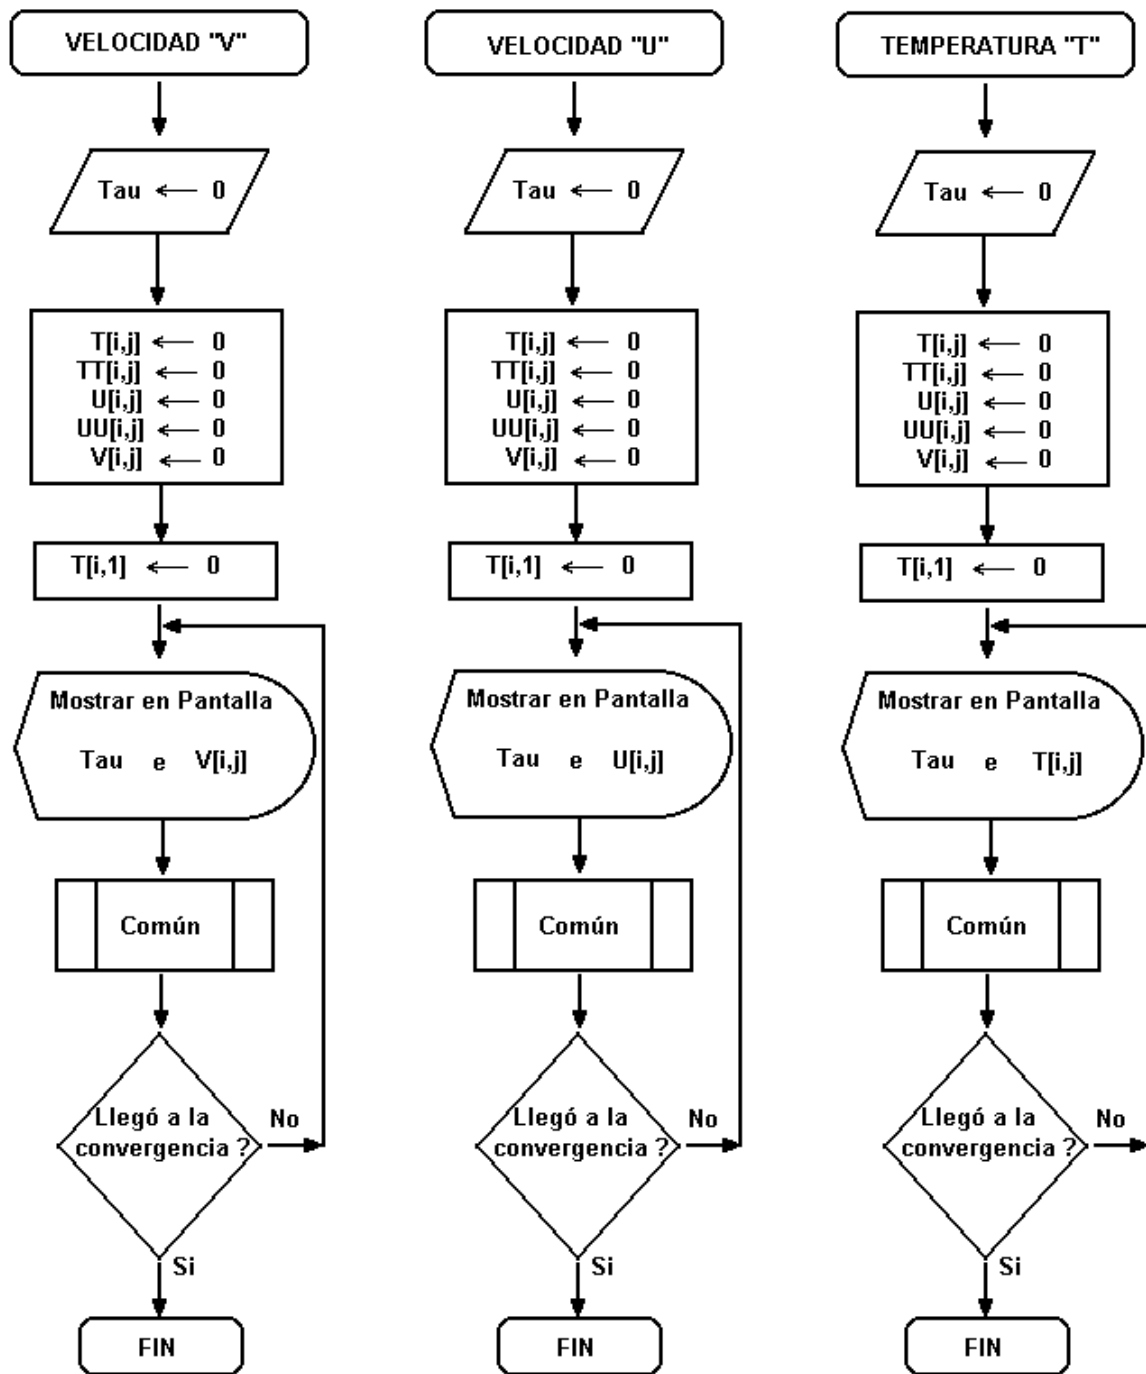 VELOCIDAD "V"
Tau ← 0
T[i,j] ← 0
TT[i,j] ← 0
U[i,j] ← 0
UU[i,j] ← 0
V[i,j] ← 0
T[i,1] ← 0
Mostrar en Pantalla
Tau e V[i,j]
Común
Llegó a la
convergencia ?
No
Si
FIN
VELOCIDAD "U"
Tau ← 0
T[i,j] ← 0
TT[i,j] ← 0
U[i,j] ← 0
UU[i,j] ← 0
V[i,j] ← 0
T[i,1] ← 0
Mostrar en Pantalla
Tau e U[i,j]
Común
Llegó a la
convergencia ?
No
Si
FIN
TEMPERATURA "T"
Tau ← 0
T[i,j] ← 0
TT[i,j] ← 0
U[i,j] ← 0
UU[i,j] ← 0
V[i,j] ← 0
T[i,1] ← 0
Mostrar en Pantalla
Tau e T[i,j]
Común
Llegó a la
convergencia ?
No
Si
FIN